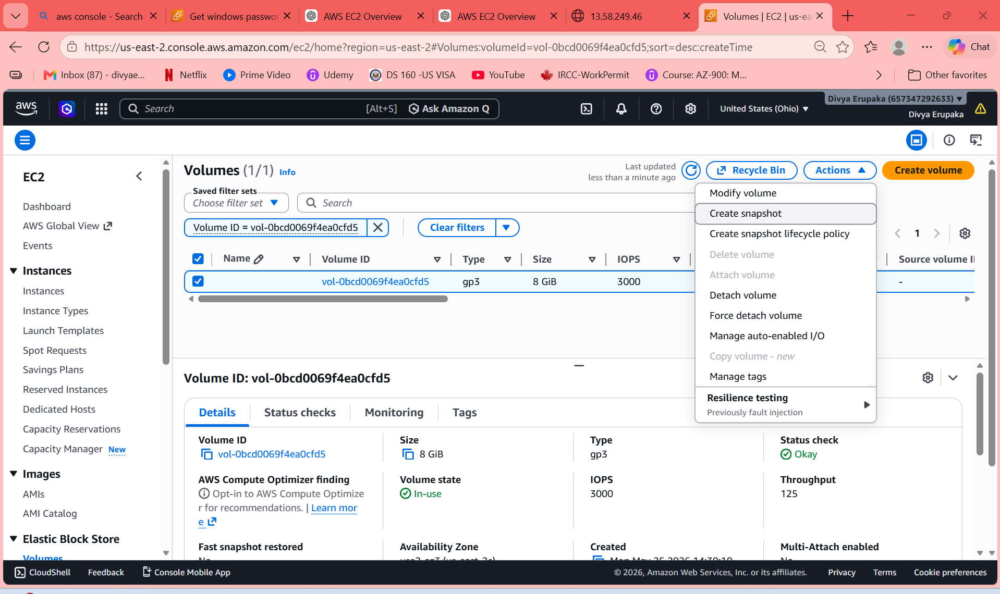 aws console - Search
Get windows passwor
AWS EC2 Overview
AWS EC2 Overview
13.58.249.46
Volumes | EC2 | us-ea
https://us-east-2.console.aws.amazon.com/ec2/home?region=us-east-2#Volumes:volumeId=vol-0bcd0069f4ea0cfd5;sort=desc:createTime
Chat
Inbox (87) - divyae...
Netflix
Prime Video
Udemy
DS 160 -US VISA
YouTube
IRCC-WorkPermit
Course: AZ-900: M...
Other favorites
aws
Search
[Alt+S]
Ask Amazon Q
United States (Ohio)
Divya Erupaka (657347292633)
Divya Erupaka
EC2
Dashboard
AWS Global View
Events
Instances
Instances
Instance Types
Launch Templates
Spot Requests
Savings Plans
Reserved Instances
Dedicated Hosts
Capacity Reservations
Capacity Manager New
Images
AMIs
AMI Catalog
Elastic Block Store
Volumes
Volumes (1/1) Info
Last updated
less than a minute ago
Recycle Bin
Actions
Create volume
Saved filter sets
Choose filter set
Search
Volume ID = vol-0bcd0069f4ea0cfd5
Clear filters
1
Name
Volume ID
Type
Size
IOPS
Source volume I
vol-0bcd0069f4ea0cfd5
gp3
8 GiB
3000
-
Modify volume
Create snapshot
Create snapshot lifecycle policy
Delete volume
Attach volume
Detach volume
Force detach volume
Manage auto-enabled I/O
Copy volume - new
Manage tags
Resilience testing
Previously fault injection
Volume ID: vol-0bcd0069f4ea0cfd5
Details
Status checks
Monitoring
Tags
Volume ID
vol-0bcd0069f4ea0cfd5
Size
8 GiB
Type
gp3
Status check
Okay
AWS Compute Optimizer finding
Opt-in to AWS Compute Optimize
r for recommendations. | Learn mor
e
Volume state
In-use
IOPS
3000
Throughput
125
Fast snapshot restored
No
Availability Zone
use2-az3 (us-east-2c)
Created
Mon May 25 2026 14:30:10
Multi-Attach enabled
No
CloudShell
Feedback
Console Mobile App
© 2026, Amazon Web Services, Inc. or its affiliates.
Privacy
Terms
Cookie preferences